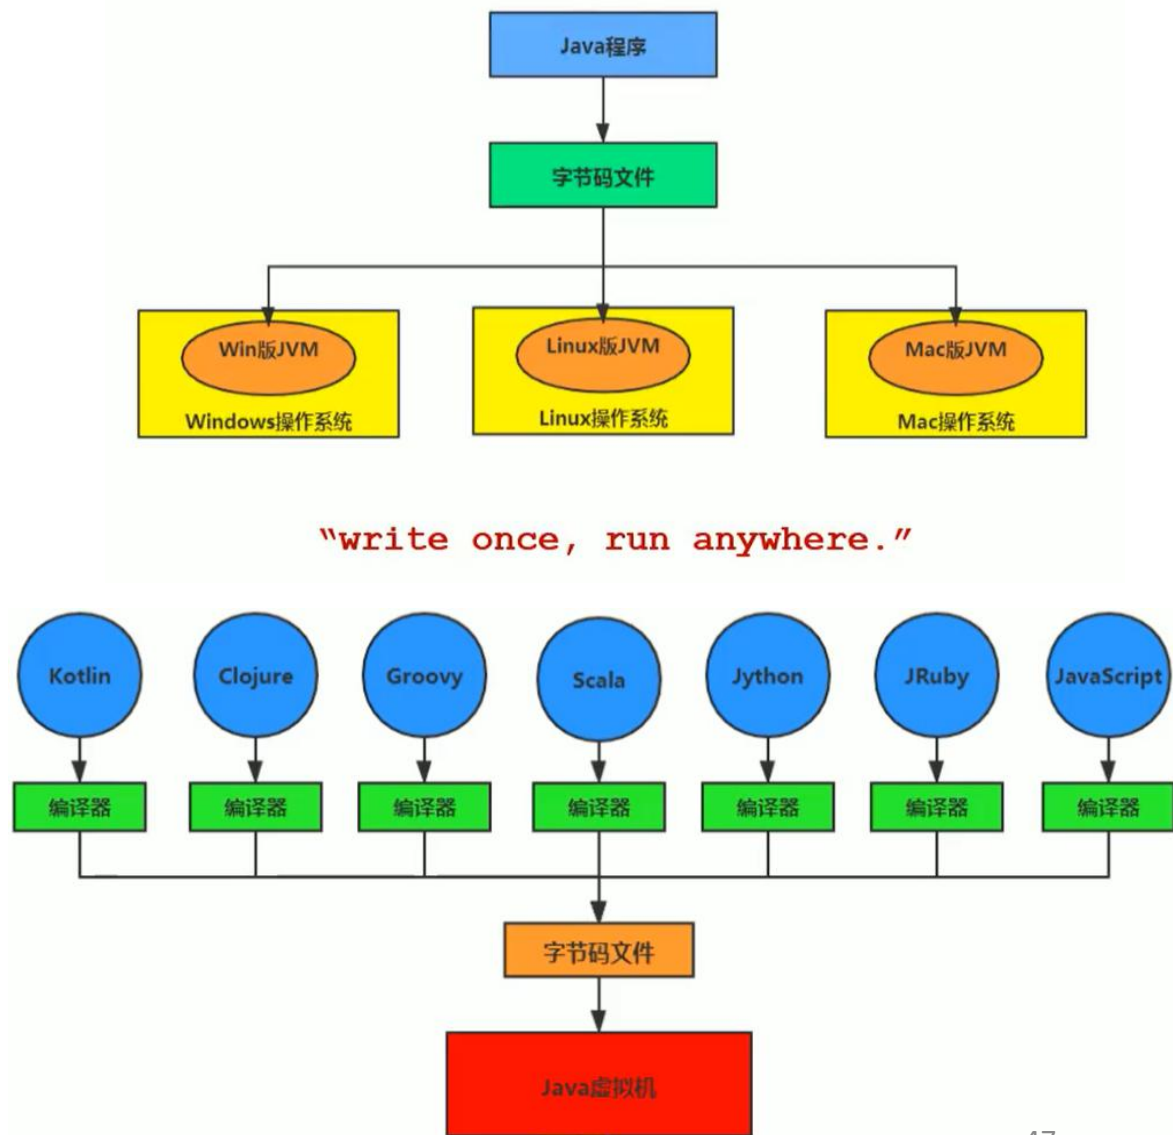 Java程序
字节码文件
Win版JVM
Linux版JVM
Mac版JVM
Windows操作系统
Linux操作系统
Mac操作系统
“write once, run anywhere.”
Kotlin
Clojure
Groovy
Scala
Jython
JRuby
JavaScript
编译器
编译器
编译器
编译器
编译器
编译器
编译器
字节码文件
Java虚拟机